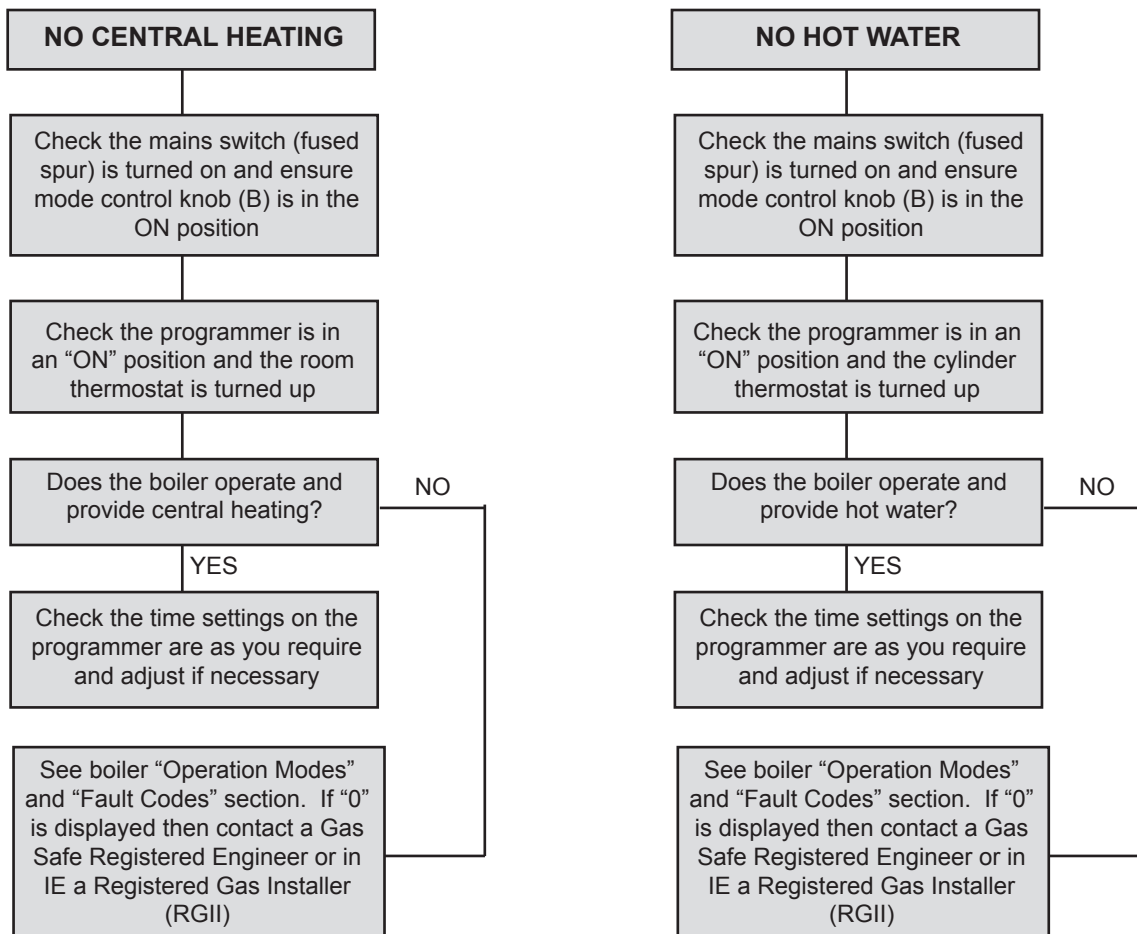 NO CENTRAL HEATING
Check the mains switch (fused
spur) is turned on and ensure
mode control knob (B) is in the
ON position
Check the programmer is in
an “ON” position and the room
thermostat is turned up
Does the boiler operate and
provide central heating?
NO
YES
Check the time settings on the
programmer are as you require
and adjust if necessary
See boiler “Operation Modes”
and “Fault Codes” section.  If “0”
is displayed then contact a Gas
Safe Registered Engineer or in
IE a Registered Gas Installer
(RGII)
NO HOT WATER
Check the mains switch (fused
spur) is turned on and ensure
mode control knob (B) is in the
ON position
Check the programmer is in an
“ON” position and the cylinder
thermostat is turned up
Does the boiler operate and
provide hot water?
NO
YES
Check the time settings on the
programmer are as you require
and adjust if necessary
See boiler “Operation Modes”
and “Fault Codes” section.  If “0”
is displayed then contact a Gas
Safe Registered Engineer or in
IE a Registered Gas Installer
(RGII)